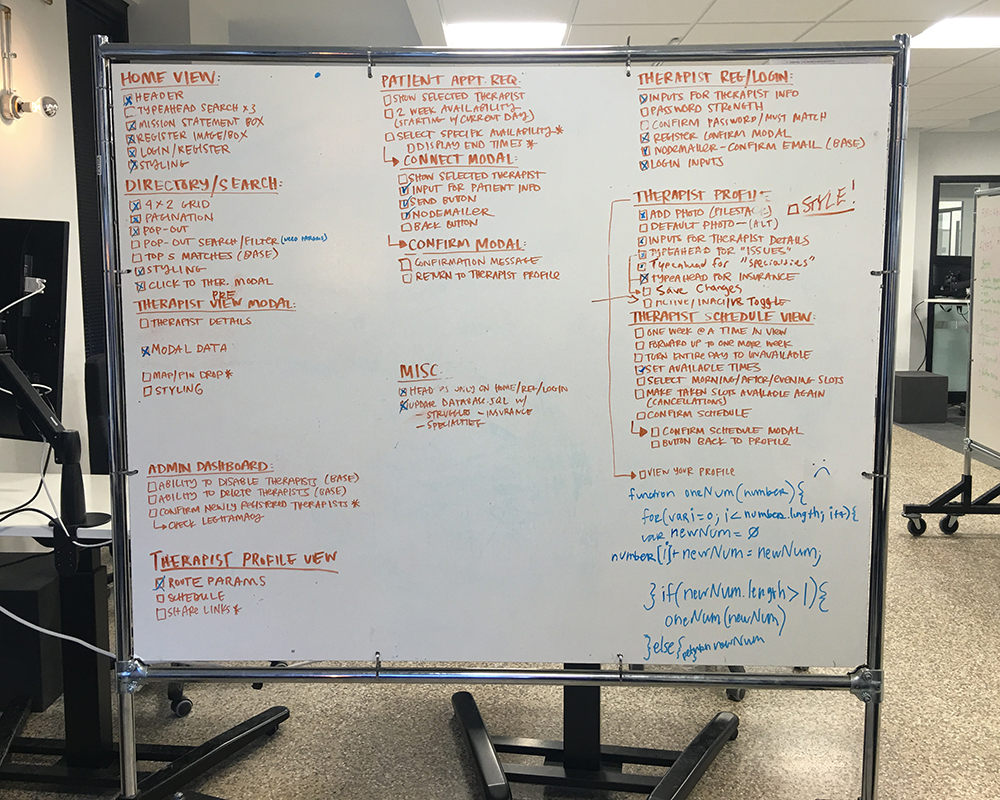 HOME VIEW:
HEADER
TYPEAHEAD SEARCH x3
MISSION STATEMENT BOX
REGISTER IMAGE/BOX
LOGIN/REGISTER
STYLING
DIRECTORY/SEARCH:
4 x 2 GRID
PAGINATION
POP-OUT
POP-OUT SEARCH/FILTER
TOP 5 MATCHES (BASE)
STYLING
CLICK TO THER. MODAL
PRE
THERAPIST VIEW MODAL:
THERAPIST DETAILS
MODAL DATA
MAP/PIN DROP*
STYLING
ADMIN DASHBOARD:
ABILITY TO DISABLE THERAPISTS (BASE)
ABILITY TO DELETE THERAPISTS (BASE)
CONFIRM NEWLY REGISTERED THERAPISTS *
CHECK LEGITAMACY
THERAPIST PROFILE VIEW
ROUTE PARAMS
SCHEDULE
SHARE LINKS*
PATIENT APPT. REQ.
SHOW SELECTED THERAPIST
2 WEEK AVAILABILITY
(STARTING W/CURRENT DAY)
SELECT SPECIFIC AVAILABILITY*
DISPLAY END TIMES *
CONNECT MODAL:
SHOW SELECTED THERAPIST
INPUT FOR PATIENT INFO
SEND BUTTON
NODEMAILER
BACK BUTTON
CONFIRM MODAL:
CONFIRMATION MESSAGE
RETURN TO THERAPIST PROFILE
MISC.
ONLY ON HOME/REG/LOGIN
UPDATE DATABASE.SQL W/
- STRUGGLES - INSURANCE
- SPECIALTIES
THERAPIST REG/LOGIN:
INPUTS FOR THERAPIST INFO
PASSWORD STRENGTH
CONFIRM PASSWORD/MUST MATCH
REGISTER CONFIRM MODAL
NODEMAILER-CONFIRM EMAIL (BASE)
LOGIN INPUTS
THERAPIST PROFILE
STYLE!
ADD PHOTO
DEFAULT PHOTO-(ALT)
INPUTS FOR THERAPIST DETAILS
TYPEAHEAD FOR "ISSUES"
Typeahead for "specialties"
TYPEAHEAD FOR INSURANCE
Save Changes
ACTIVE/INACTIVE TOGGLE
THERAPIST SCHEDULE VIEW:
ONE WEEK @ A TIME IN VIEW
FORWARD UP TO ONE MORE WEEK
TURN ENTIRE DAY TO UNAVAILABLE
SET AVAILABLE TIMES
SELECT MORNING/AFTER/EVENING SLOTS
MAKE TAKEN SLOTS AVAILABLE AGAIN
(CANCELLATIONS)
CONFIRM SCHEDULE
CONFIRM SCHEDULE MODAL
BUTTON BACK TO PROFILE
VIEW YOUR PROFILE
function oneNum(number){
for(var i=0; i<number.length; i++){
var newNum = 0
number[i]+newNum = newNum;
} if(newNum.length > 1){
oneNum(newNum)
}else{ return newNum